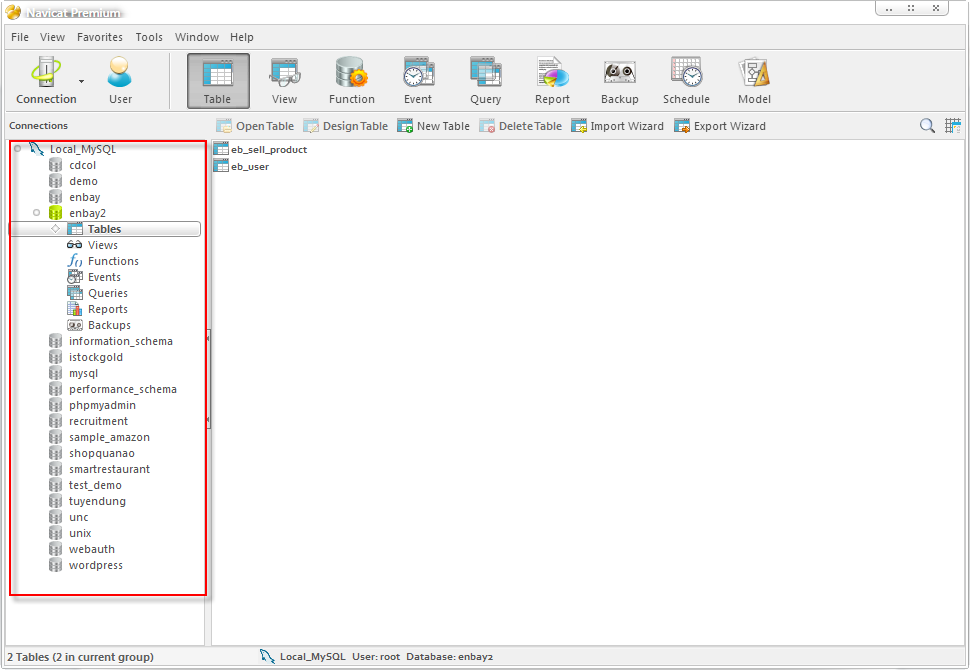 Navicat Premium
File View Favorites Tools Window Help
Connection User Table View Function Event Query Report Backup Schedule Model
Connections
Open Table Design Table New Table Delete Table Import Wizard Export Wizard
Local_MySQL
cdcol
demo
enbay
enbay2
Tables
Views
Functions
Events
Queries
Reports
Backups
information_schema
istockgold
mysql
performance_schema
phpmyadmin
recruitment
sample_amazon
shopquanao
smartrestaurant
test_demo
tuyendung
unc
unix
webauth
wordpress
eb_sell_product
eb_user
2 Tables (2 in current group) Local_MySQL User: root Database: enbay2